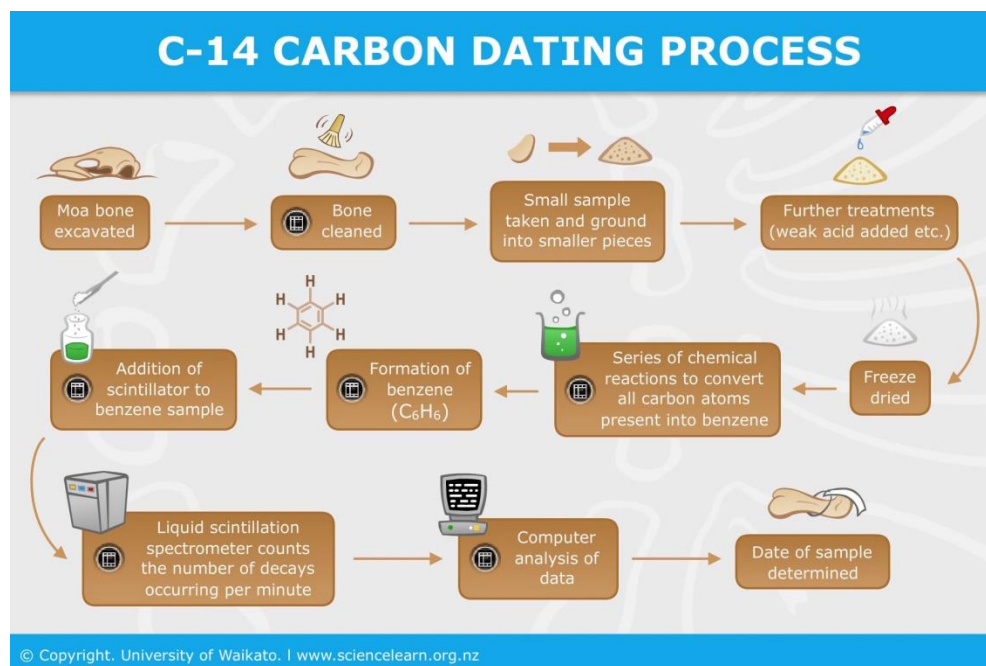 C-14 CARBON DATING PROCESS
Moa bone
excavated
Bone
cleaned
Small sample
taken and ground
into smaller pieces
Further treatments
(weak acid added etc.)
Freeze
dried
Series of chemical
reactions to convert
all carbon atoms
present into benzene
H
H
H
H
H
H
Formation of
benzene
(C₆H₆)
Addition of
scintillator to
benzene sample
Liquid scintillation
spectrometer counts
the number of decays
occurring per minute
Computer
analysis of
data
Date of sample
determined
© Copyright. University of Waikato. l www.sciencelearn.org.nz